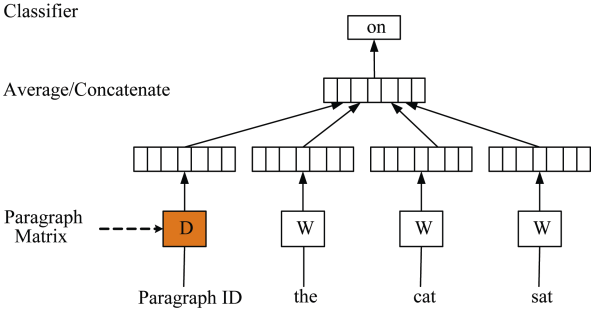 Classifier
on
Average/Concatenate
Paragraph
Matrix
D
W
W
W
Paragraph ID
the
cat
sat